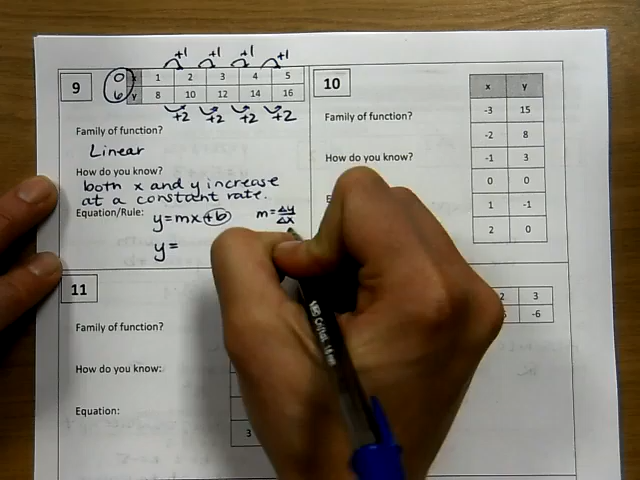 +1 +1 +1 +1
9
0 x 1 2 3 4 5
6 y 8 10 12 14 16
+2 +2 +2 +2
Family of function?
Linear
How do you know?
both x and y increase
at a constant rate.
Equation/Rule: y = mx + b m = Δy/Δx
y =
10
Family of function?
How do you know?
x y
-3 15
-2 8
-1 3
0 0
1 -1
2 0
11
Family of function?
How do you know:
Equation:
3
2 3
-6